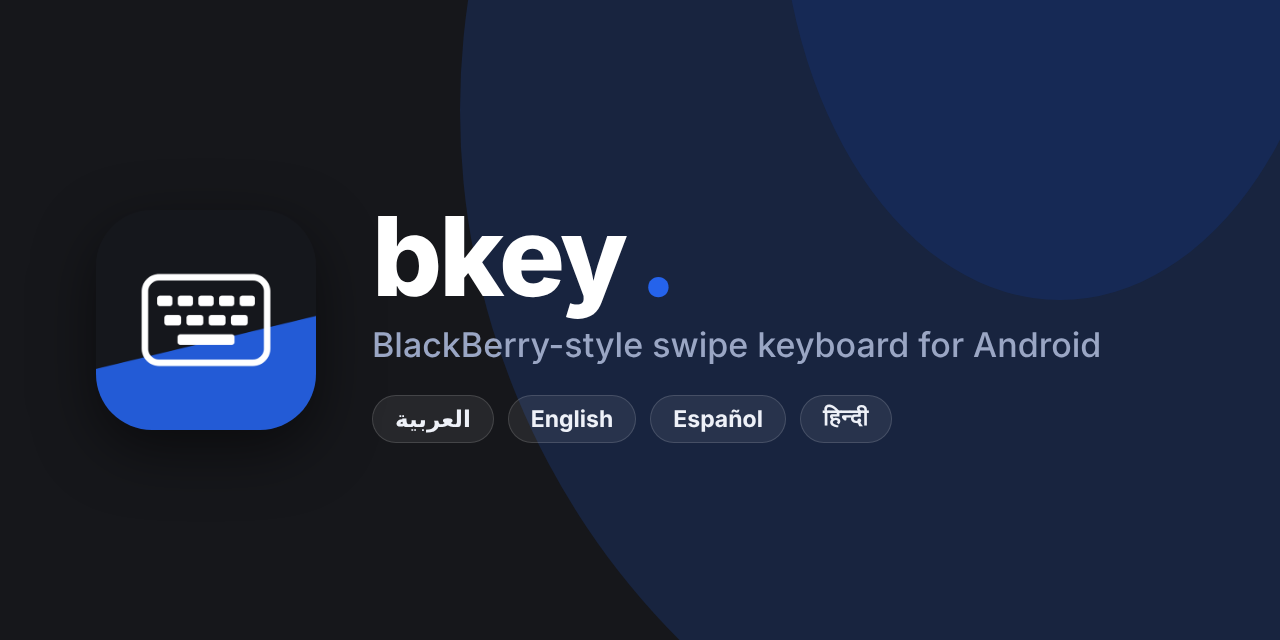 bkey.
BlackBerry-style swipe keyboard for Android
العربية English Español हिन्दी